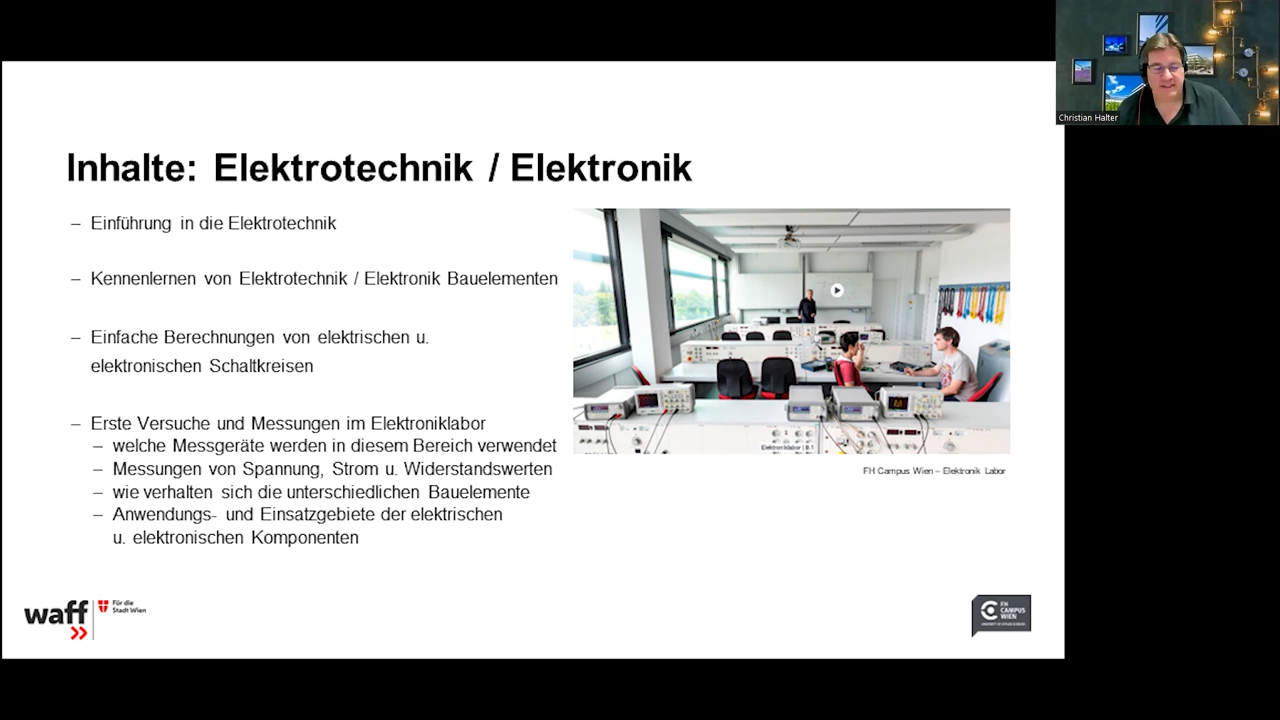 Christian Halter
Inhalte: Elektrotechnik / Elektronik
– Einführung in die Elektrotechnik
– Kennenlernen von Elektrotechnik / Elektronik Bauelementen
– Einfache Berechnungen von elektrischen u.
elektronischen Schaltkreisen
– Erste Versuche und Messungen im Elektroniklabor
– welche Messgeräte werden in diesem Bereich verwendet
– Messungen von Spannung, Strom u. Widerstandswerten
– wie verhalten sich die unterschiedlichen Bauelemente
– Anwendungs- und Einsatzgebiete der elektrischen
u. elektronischen Komponenten
Elektroniklabor | B.1
FH Campus Wien – Elektronik Labor
waff
Für die
Stadt Wien
FH
CAMPUS
WIEN